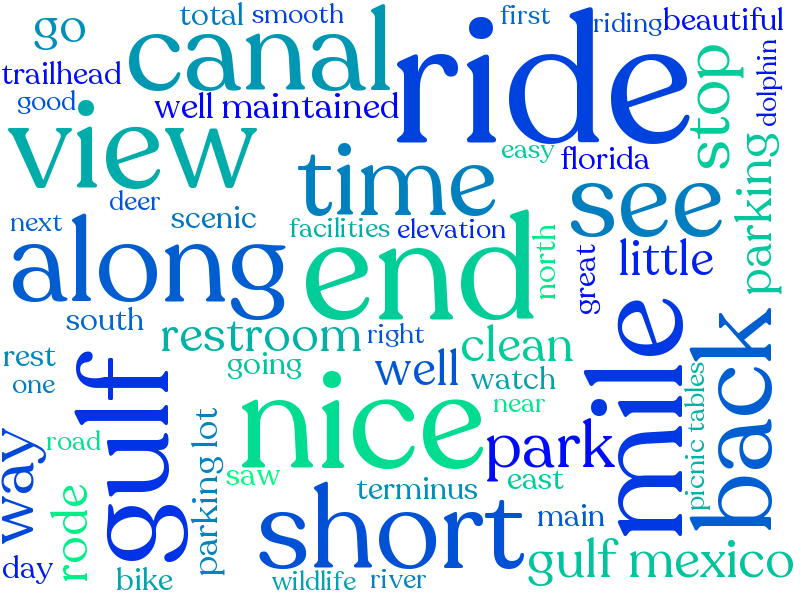 go
total
smooth
first
riding
beautiful
trailhead
canal
ride
good
well maintained
stop
dolphin
view
time
easy
florida
see
parking
deer
next
scenic
facilities
elevation
north
along
end
great
little
south
restroom
right
clean
mile
back
rest
going
well
watch
one
gulf
nice
near
picnic tables
way
road
parking lot
saw
park
rode
terminus
east
short
main
day
bike
wildlife
river
gulf mexico